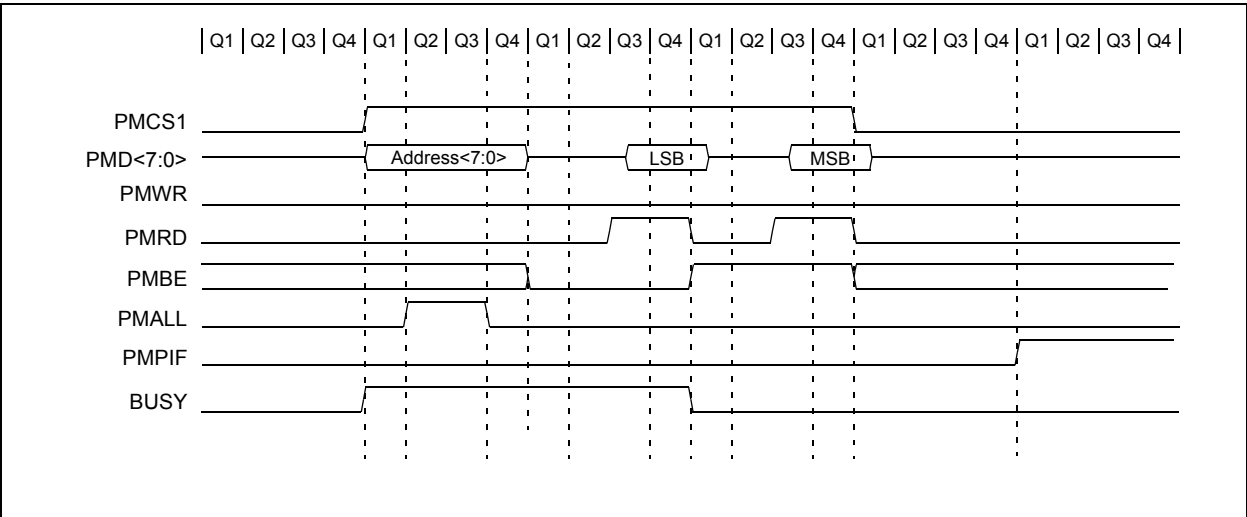 | Q1 | Q2 | Q3 | Q4 | Q1 | Q2 | Q3 | Q4 | Q1 | Q2 | Q3 | Q4 | Q1 | Q2 | Q3 | Q4 | Q1 | Q2 | Q3 | Q4 | Q1 | Q2 | Q3 | Q4 |
PMCS1
PMD<7:0> Address<7:0> LSB MSB
PMWR
PMRD
PMBE
PMALL
PMPIF
BUSY